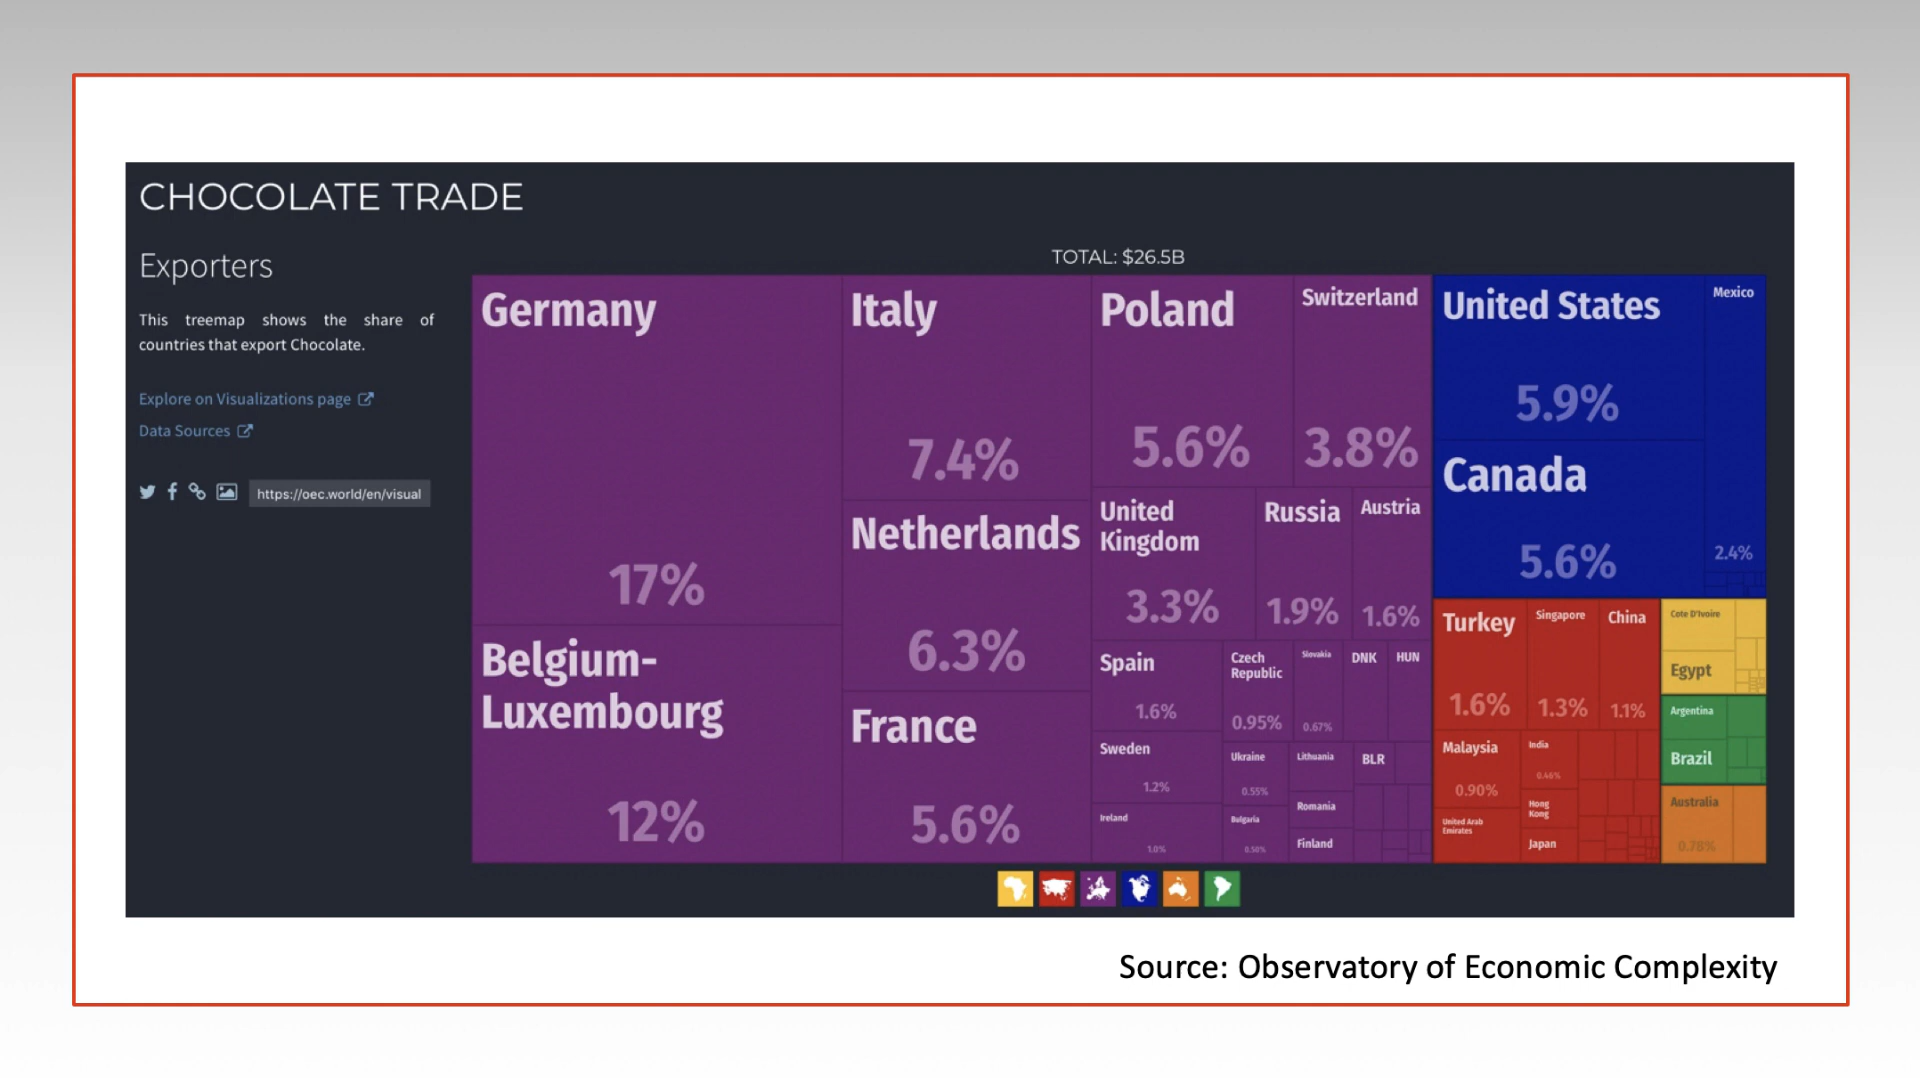 CHOCOLATE TRADE
Exporters
This treemap shows the share of
countries that export Chocolate.
Explore on Visualizations page
Data Sources
https://oec.world/en/visual
TOTAL: $26.5B
Germany
17%
Belgium-
Luxembourg
12%
Italy
7.4%
Netherlands
6.3%
France
5.6%
Poland
5.6%
Switzerland
3.8%
United
Kingdom
3.3%
Russia
1.9%
Austria
1.6%
Spain
1.6%
Czech
Republic
0.95%
Slovakia
0.67%
DNK
HUN
Sweden
1.2%
Ukraine
0.55%
Lithuania
BLR
Ireland
1.0%
Bulgaria
0.50%
Romania
Finland
United States
5.9%
Canada
5.6%
Mexico
2.4%
Turkey
1.6%
Singapore
1.3%
China
1.1%
Malaysia
0.90%
India
0.46%
United Arab
Emirates
Hong
Kong
Japan
Cote D'Ivoire
Egypt
Argentina
Brazil
Australia
0.78%
Source: Observatory of Economic Complexity